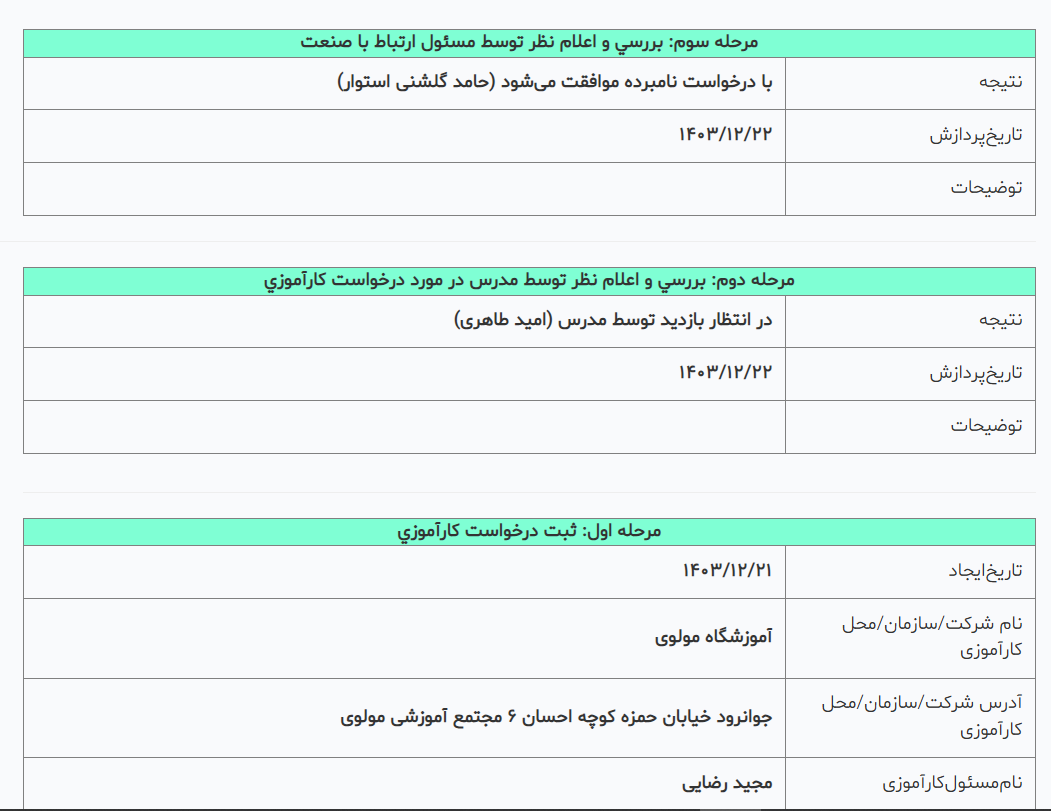 مرحله سوم: بررسي و اعلام نظر توسط مسئول ارتباط با صنعت
نتیجه
با درخواست نامبرده موافقت می‌شود (حامد گلشنی استوار)
تاریخ‌پردازش
۱۴۰۳/۱۲/۲۲
توضیحات
مرحله دوم: بررسي و اعلام نظر توسط مدرس در مورد درخواست کارآموزي
نتیجه
در انتظار بازدید توسط مدرس (امید طاهری)
تاریخ‌پردازش
۱۴۰۳/۱۲/۲۲
توضیحات
مرحله اول: ثبت درخواست کارآموزي
تاریخ‌ایجاد
۱۴۰۳/۱۲/۲۱
نام شرکت/سازمان/محل
کارآموزی
آموزشگاه مولوی
آدرس شرکت/سازمان/محل
کارآموزی
جوانرود خیابان حمزه کوچه احسان ۶ مجتمع آموزشی مولوی
نام‌مسئول‌کارآموزی
مجید رضایی